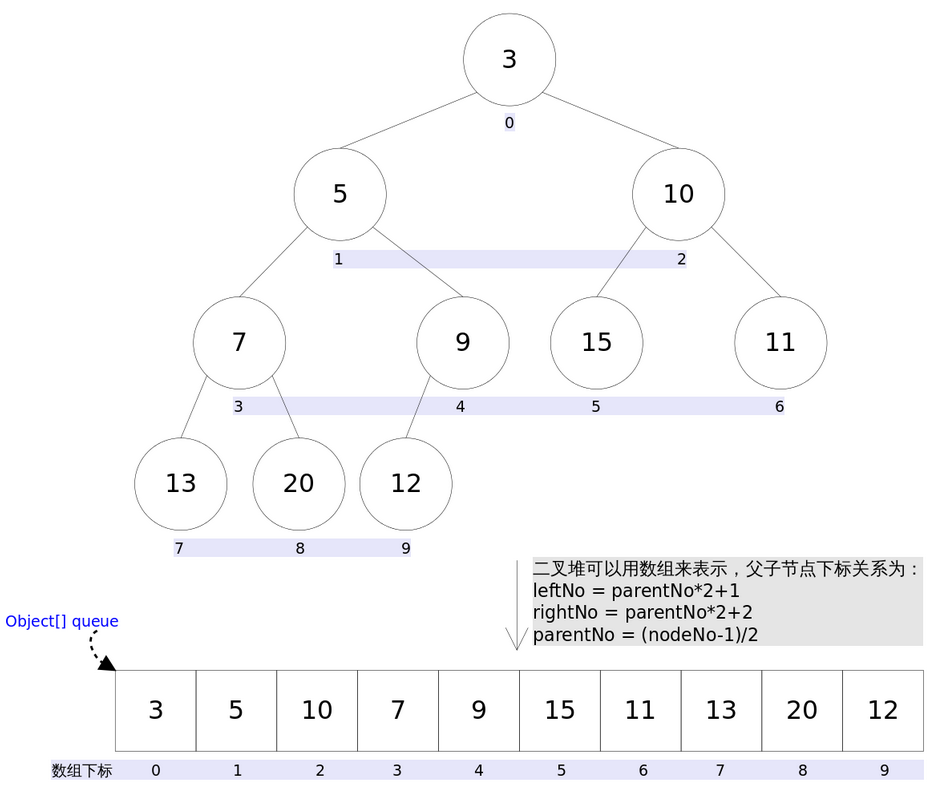 3
0
5
10
1
2
7
9
15
11
3
4
5
6
13
20
12
7
8
9
二叉堆可以用数组来表示，父子节点下标关系为：
leftNo = parentNo*2+1
rightNo = parentNo*2+2
parentNo = (nodeNo-1)/2
Object[] queue
3 5 10 7 9 15 11 13 20 12
数组下标 0 1 2 3 4 5 6 7 8 9